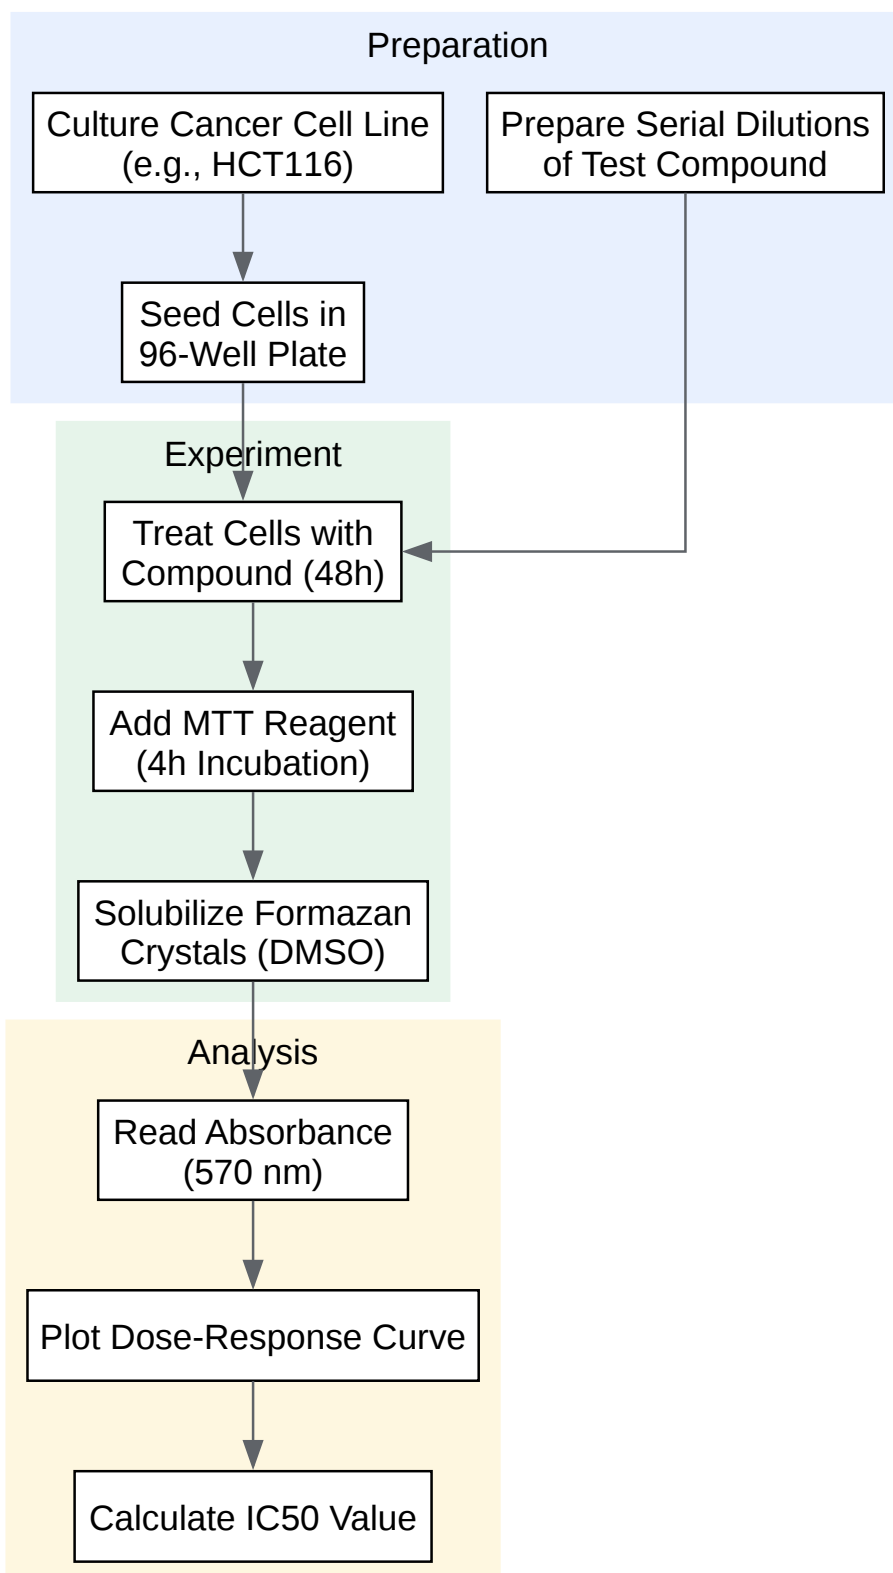 Preparation
Culture Cancer Cell Line
(e.g., HCT116)
Prepare Serial Dilutions
of Test Compound
Seed Cells in
96-Well Plate
Experiment
Treat Cells with
Compound (48h)
Add MTT Reagent
(4h Incubation)
Solubilize Formazan
Crystals (DMSO)
Analysis
Read Absorbance
(570 nm)
Plot Dose-Response Curve
Calculate IC50 Value